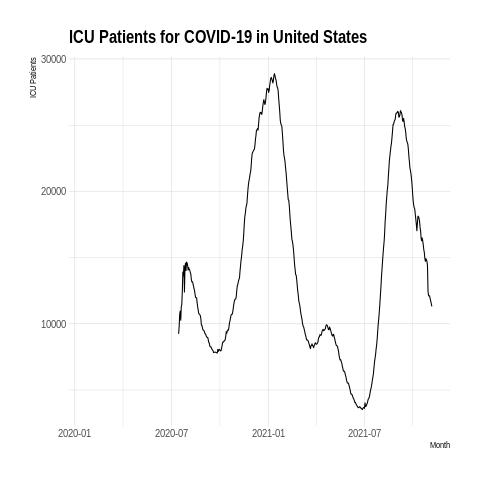 ICU Patients for COVID-19 in United States
ICU Patients
30000
20000
10000
2020-01 2020-07 2021-01 2021-07
Month